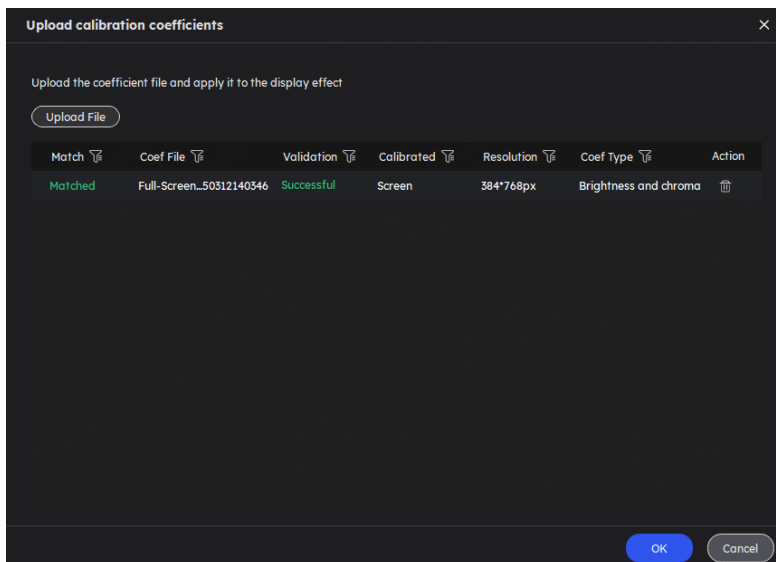 Upload calibration coefficients
Upload the coefficient file and apply it to the display effect
Upload File
Match Coef File Validation Calibrated Resolution Coef Type Action
Matched Full-Screen...50312140346 Successful Screen 384*768px Brightness and chroma
OK Cancel